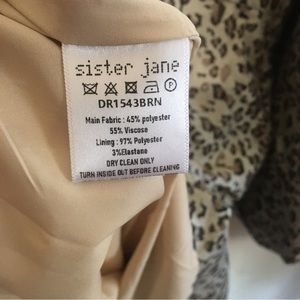 sister jane
P
DR1543BRN
Main Fabric : 45% polyester
55% Viscose
Lining : 97% Polyester
3%Elastane
DRY CLEAN ONLY
TURN INSIDE OUT BEFORE CLEANING